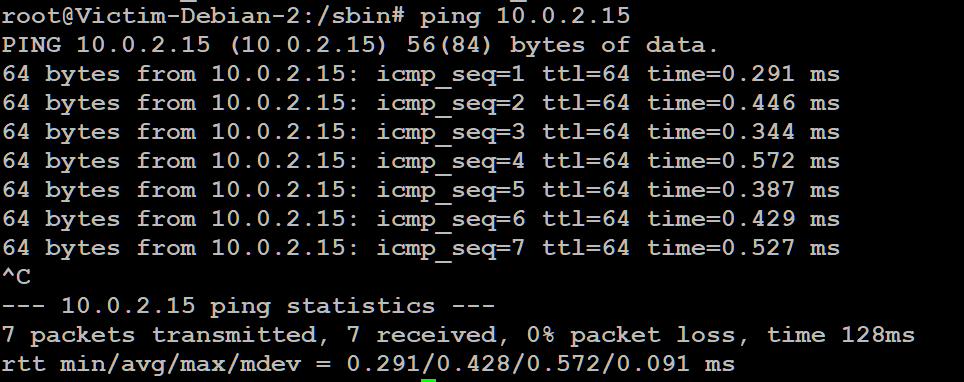 root@Victim-Debian-2:/sbin# ping 10.0.2.15
PING 10.0.2.15 (10.0.2.15) 56(84) bytes of data.
64 bytes from 10.0.2.15: icmp_seq=1 ttl=64 time=0.291 ms
64 bytes from 10.0.2.15: icmp_seq=2 ttl=64 time=0.446 ms
64 bytes from 10.0.2.15: icmp_seq=3 ttl=64 time=0.344 ms
64 bytes from 10.0.2.15: icmp_seq=4 ttl=64 time=0.572 ms
64 bytes from 10.0.2.15: icmp_seq=5 ttl=64 time=0.387 ms
64 bytes from 10.0.2.15: icmp_seq=6 ttl=64 time=0.429 ms
64 bytes from 10.0.2.15: icmp_seq=7 ttl=64 time=0.527 ms
^C
--- 10.0.2.15 ping statistics ---
7 packets transmitted, 7 received, 0% packet loss, time 128ms
rtt min/avg/max/mdev = 0.291/0.428/0.572/0.091 ms